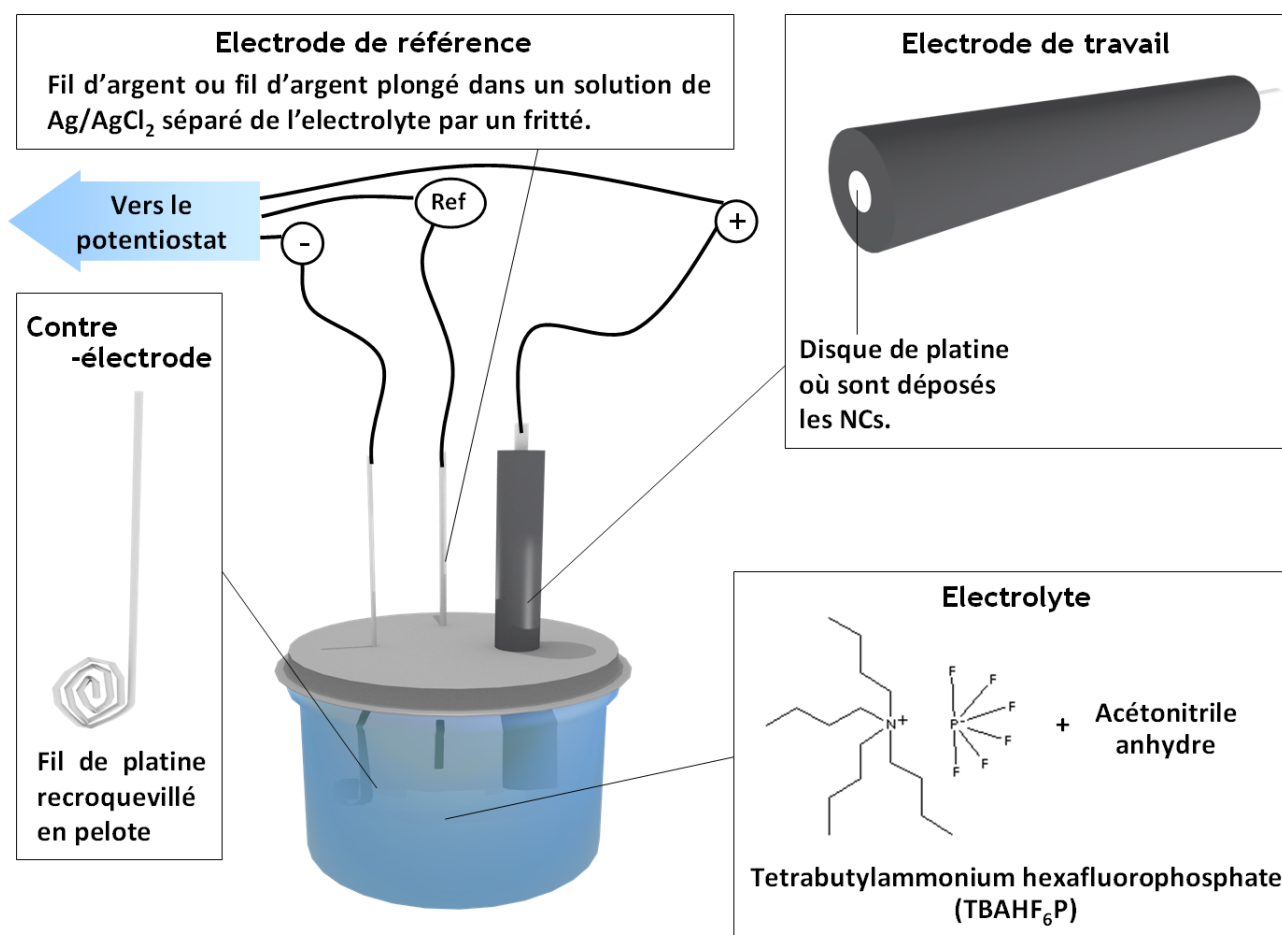 Electrode de référence
Fil d'argent ou fil d'argent plongé dans un solution de
Ag/AgCl₂ séparé de l'electrolyte par un fritté.
Electrode de travail
Disque de platine
où sont déposés
les NCs.
Vers le
potentiostat
Ref
-
+
Contre
-électrode
Fil de platine
recroquevillé
en pelote
Electrolyte
N+
P-
F
F
F
F
F
F
+
Acétonitrile
anhydre
Tetrabutylammonium hexafluorophosphate
(TBAHF₆P)